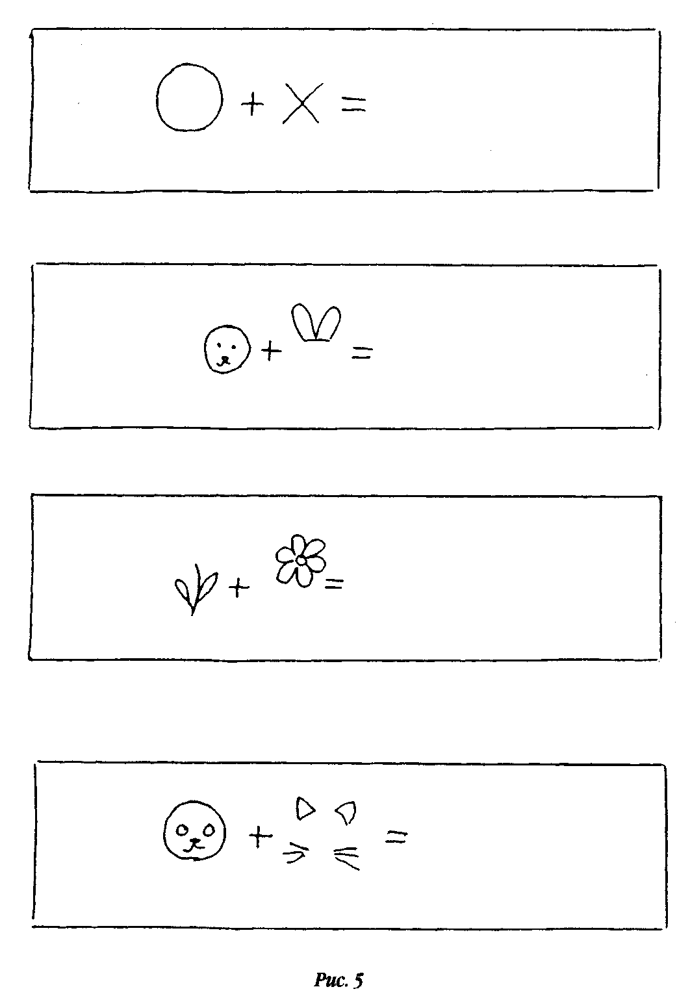 + × =
+ =
+ =
+ =
Рис. 5